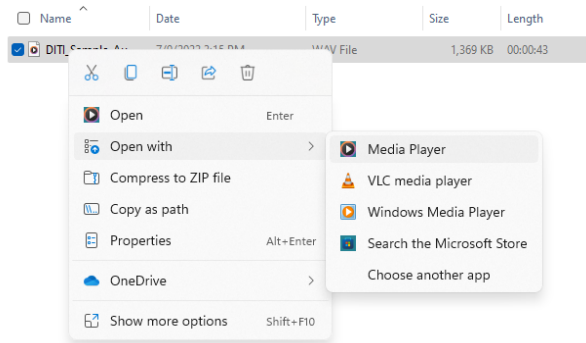 Name Date Type Size Length
DITI_Sample_Au WAV File 1,369 KB 00:00:43
Open Enter
Open with
Media Player
Compress to ZIP file
VLC media player
Copy as path
Windows Media Player
Properties Alt+Enter
Search the Microsoft Store
OneDrive
Choose another app
Show more options Shift+F10